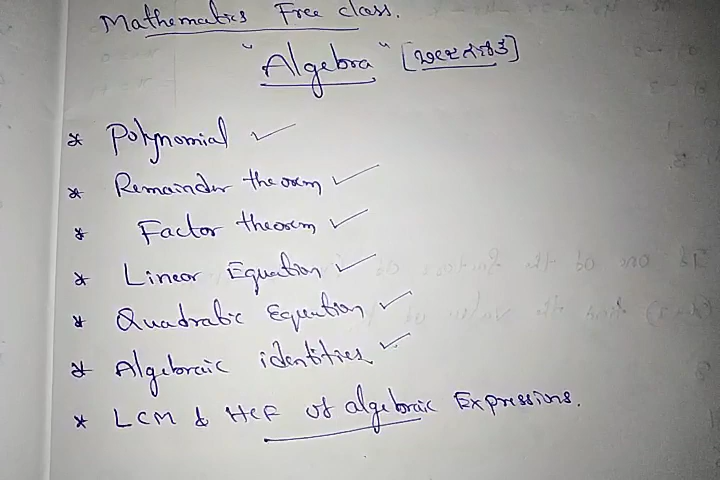 Mathematics Free class.
"Algebra" [ಬೀಜಗಣಿತ]
* Polynomial ✓
* Remainder theorem ✓
* Factor theorem ✓
* Linear Equation ✓
* Quadratic Equation ✓
* Algebraic identities ✓
* LCM & HCF of algebraic Expressions.